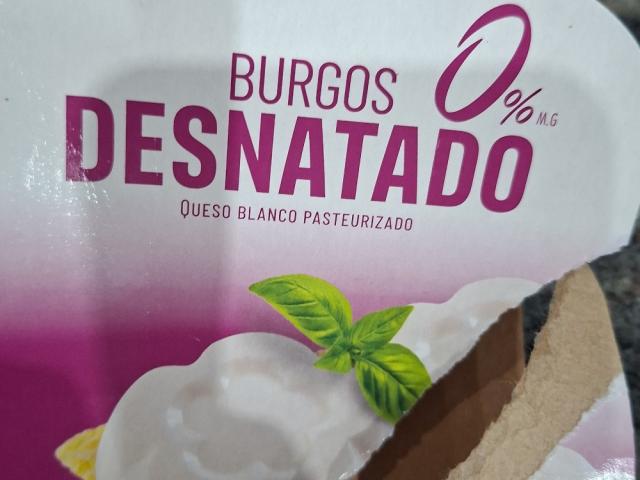 BURGOS
0% M.G
DESNATADO
QUESO BLANCO PASTEURIZADO